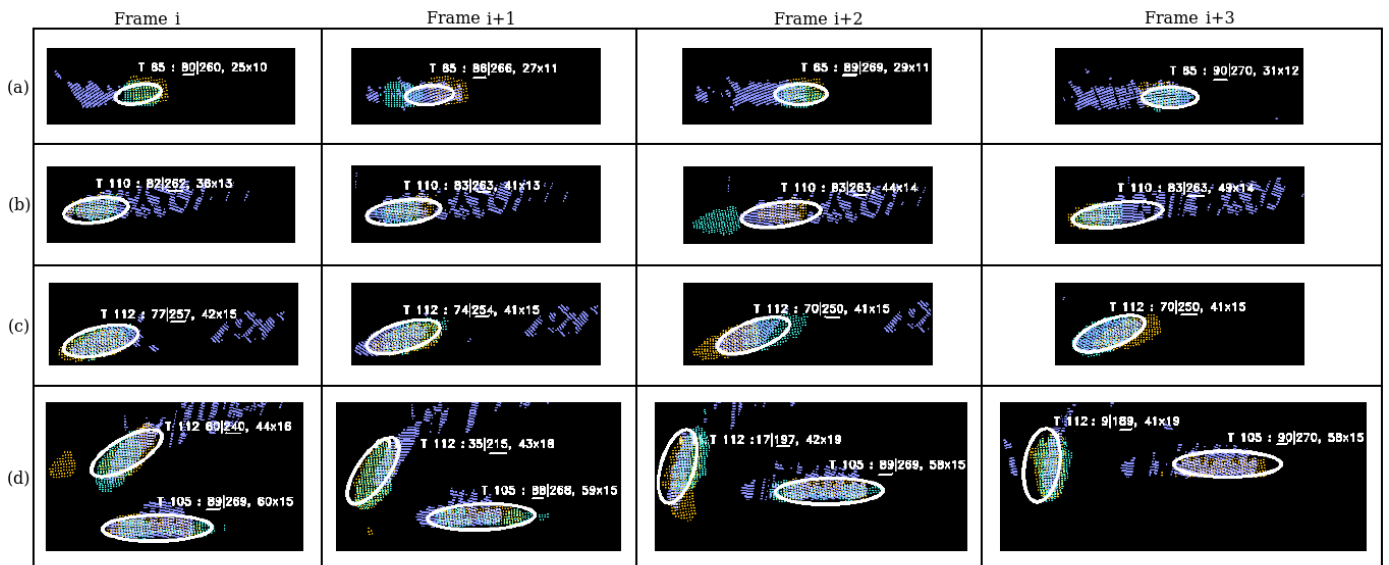 Frame i Frame i+1 Frame i+2 Frame i+3
(a)
T 85 : 80|260, 25x10
T 85 : 86|266, 27x11
T 85 : 89|269, 29x11
T 85 : 90|270, 31x12
(b)
T 110 : 82|262, 36x13
T 110 : 83|263, 41x13
T 110 : 83|263, 44x14
T 110 : 83|263, 49x14
(c)
T 112 : 77|257, 42x15
T 112 : 74|254, 41x15
T 112 : 70|250, 41x15
T 112 : 70|250, 41x15
(d)
T 112 60|240, 44x16
T 105 : 89|269, 60x15
T 112 : 35|215, 43x18
T 105 : 88|268, 59x15
T 112 :17|197, 42x19
T 105 : 89|269, 58x15
T 112 : 9|189, 41x19
T 105 : 90|270, 58x15